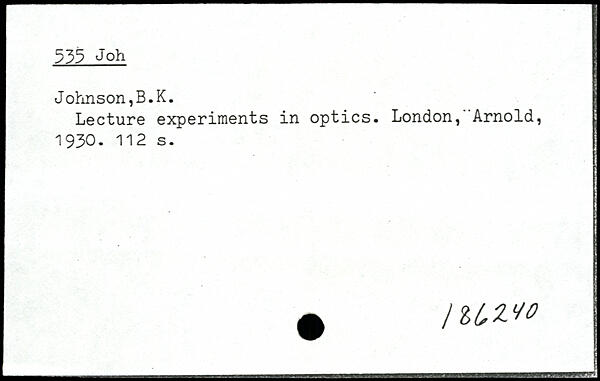 535 Joh
Johnson,B.K.
Lecture experiments in optics. London, Arnold,
1930. 112 s.
186240